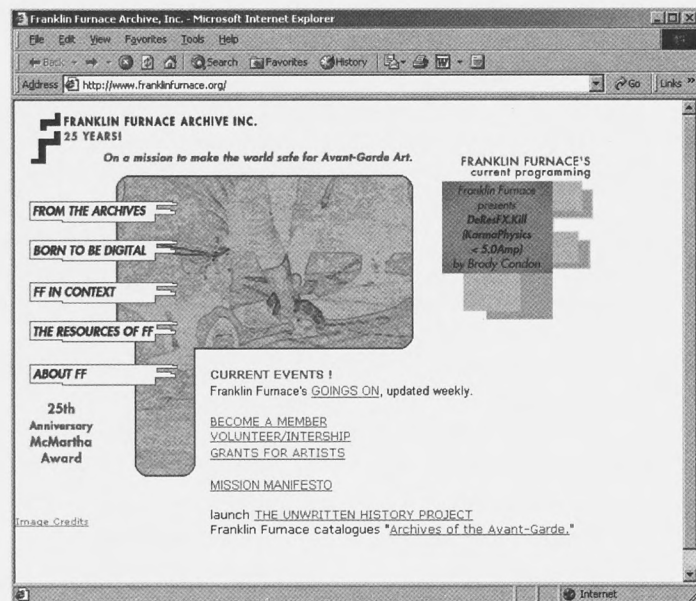 Franklin Furnace Archive, Inc. - Microsoft Internet Explorer
File Edit View Favorites Tools Help
Back Search Favorites History
Address http://www.franklinfurnace.org/ Go Links »
FRANKLIN FURNACE ARCHIVE INC.
25 YEARS!
On a mission to make the world safe for Avant-Garde Art.
FROM THE ARCHIVES
BORN TO BE DIGITAL
FF IN CONTEXT
THE RESOURCES OF FF
ABOUT FF
25th
Anniversary
McMartha
Award
Image Credits
FRANKLIN FURNACE'S
current programming
Franklin Furnace
presents
DeResFX.Kill
(KarmaPhysics
< 5.0Amp)
by Brody Condon
CURRENT EVENTS !
Franklin Furnace's GOINGS ON, updated weekly.
BECOME A MEMBER
VOLUNTEER/INTERSHIP
GRANTS FOR ARTISTS
MISSION MANIFESTO
launch THE UNWRITTEN HISTORY PROJECT
Franklin Furnace catalogues "Archives of the Avant-Garde."
Internet